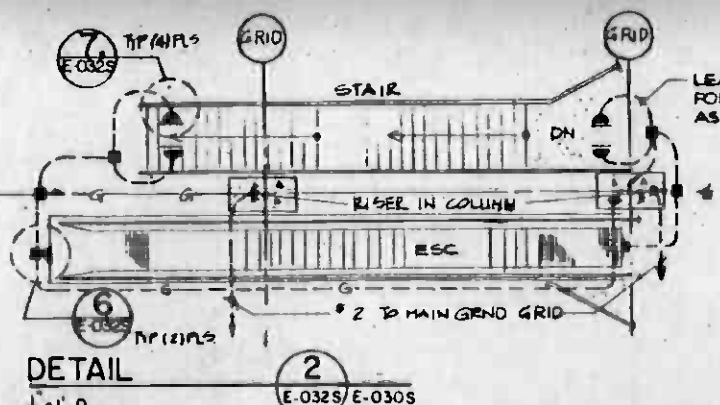 7
E-032S
TYP (4) PLS
GRID
GRID
STAIR
DN
G
G
RISER IN COLUMN
ESC
G
G
6
E-032S
TYP (2) PLS
#2 TO MAIN GRND GRID
DETAIL
2
E-032S/E-030S